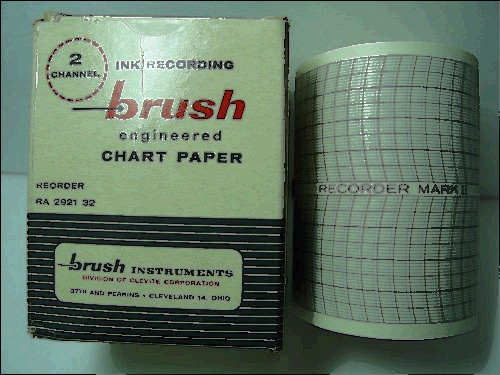 2
CHANNEL
INK RECORDING
brush
engineered
CHART PAPER
REORDER
RA 2921 32
brush INSTRUMENTS
DIVISION OF CLEVITE CORPORATION
37TH AND PERKINS • CLEVELAND 14, OHIO
RECORDER MARK II